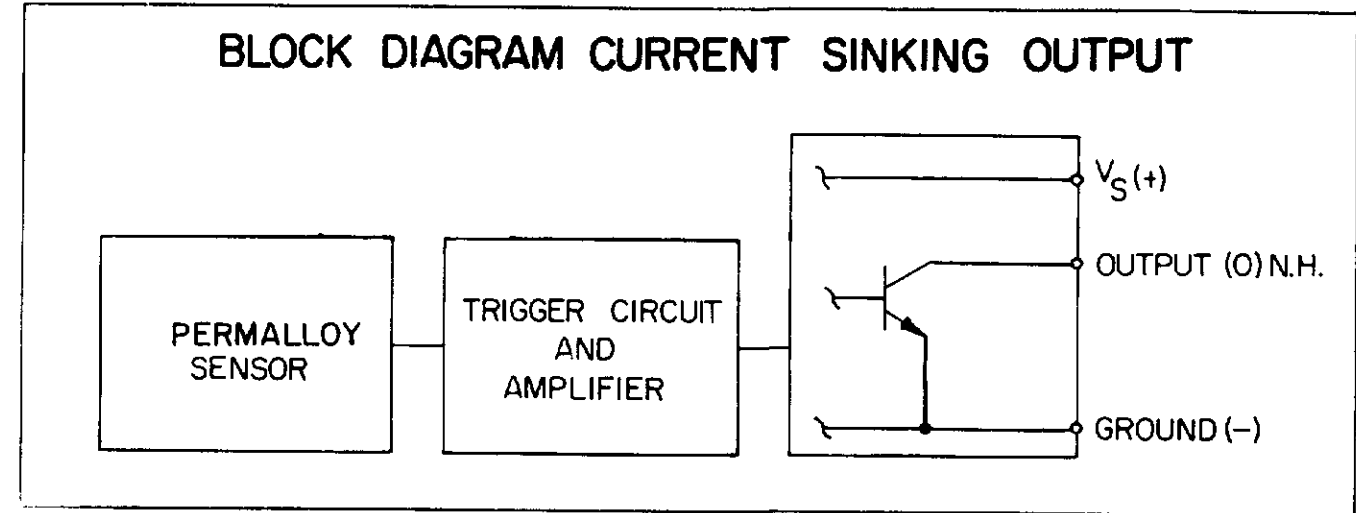 BLOCK DIAGRAM CURRENT SINKING OUTPUT
PERMALLOY
SENSOR
TRIGGER CIRCUIT
AND
AMPLIFIER
VS (+)
OUTPUT (O) N.H.
GROUND (–)